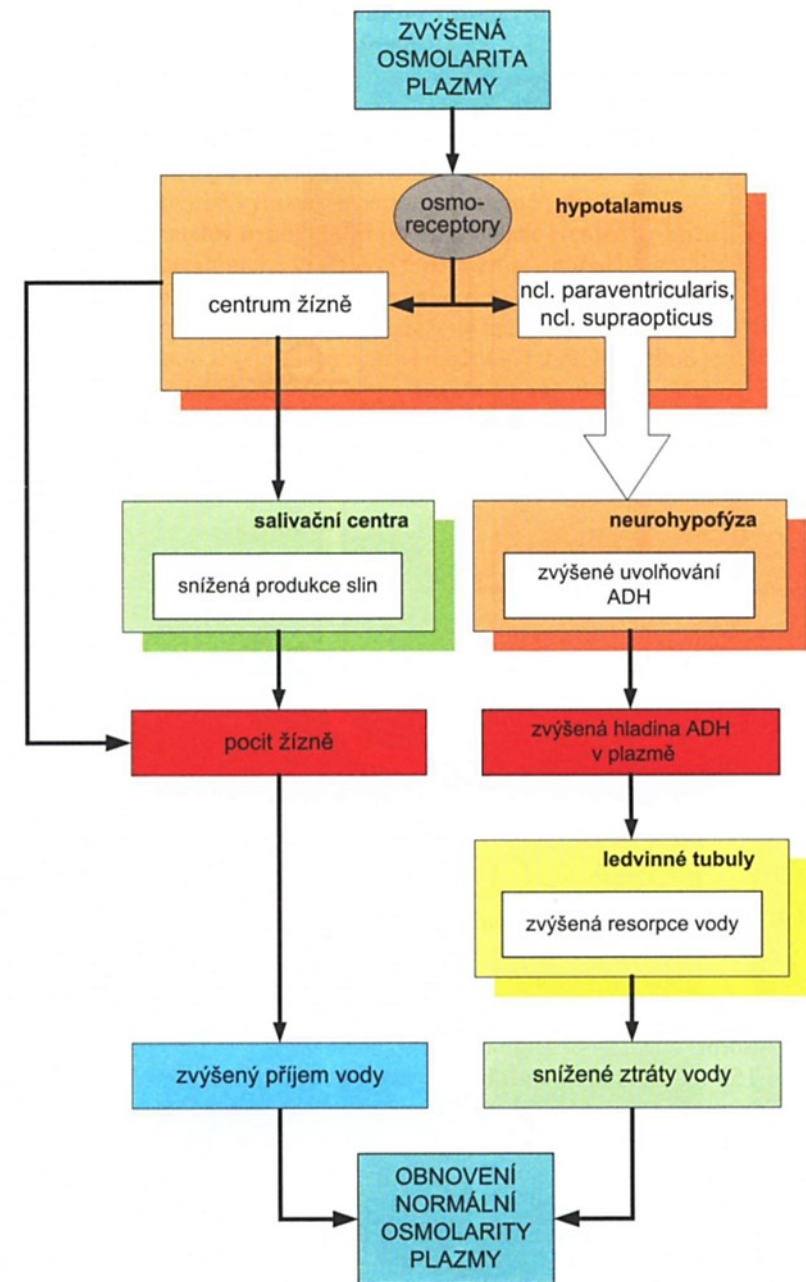 ZVÝŠENÁ
OSMOLARITA
PLAZMY
osmo-
receptory
hypotalamus
centrum žízně
ncl. paraventricularis,
ncl. supraopticus
salivační centra
snížená produkce slin
neurohypofýza
zvýšené uvolňování
ADH
pocit žízně
zvýšená hladina ADH
v plazmě
ledvinné tubuly
zvýšená resorpce vody
zvýšený příjem vody
snížené ztráty vody
OBNOVENÍ
NORMÁLNÍ
OSMOLARITY
PLAZMY